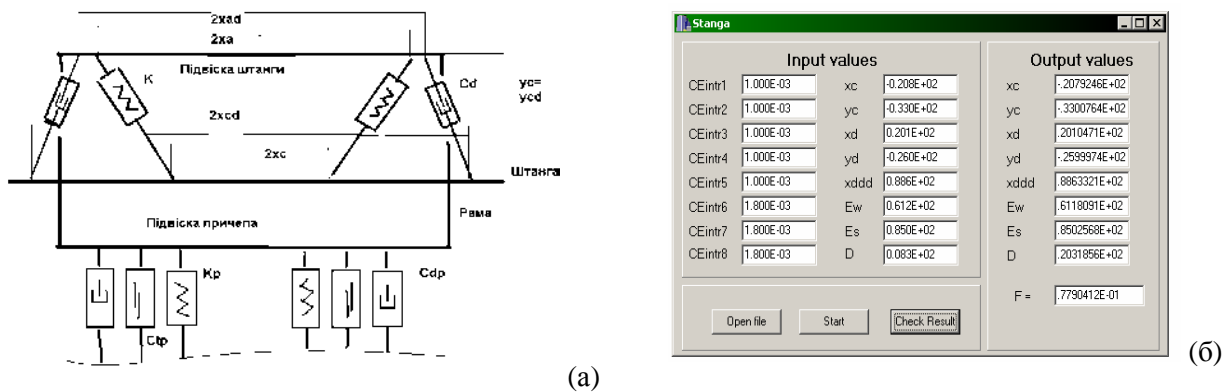 2xad
2xa
Підвіска штанги
K
Cd
yc=
ycd
2xcd
2xc
Штанга
Рама
Підвіска причепа
Kp
Cdp
Ctp
(а)
Stanga
Input values
CEintr1 1.000E-03 xc -0.208E+02
CEintr2 1.000E-03 yc -0.330E+02
CEintr3 1.000E-03 xd 0.201E+02
CEintr4 1.000E-03 yd -0.260E+02
CEintr5 1.000E-03 xddd 0.886E+02
CEintr6 1.800E-03 Ew 0.612E+02
CEintr7 1.800E-03 Es 0.850E+02
CEintr8 1.800E-03 D 0.083E+02
Open file Start Check Result
Output values
xc -.2079246E+02
yc -.3300764E+02
xd .2010471E+02
yd -.2599974E+02
xddd .8863321E+02
Ew .6118091E+02
Es .8502568E+02
D .2031856E+02
F = .7790412E-01
(б)